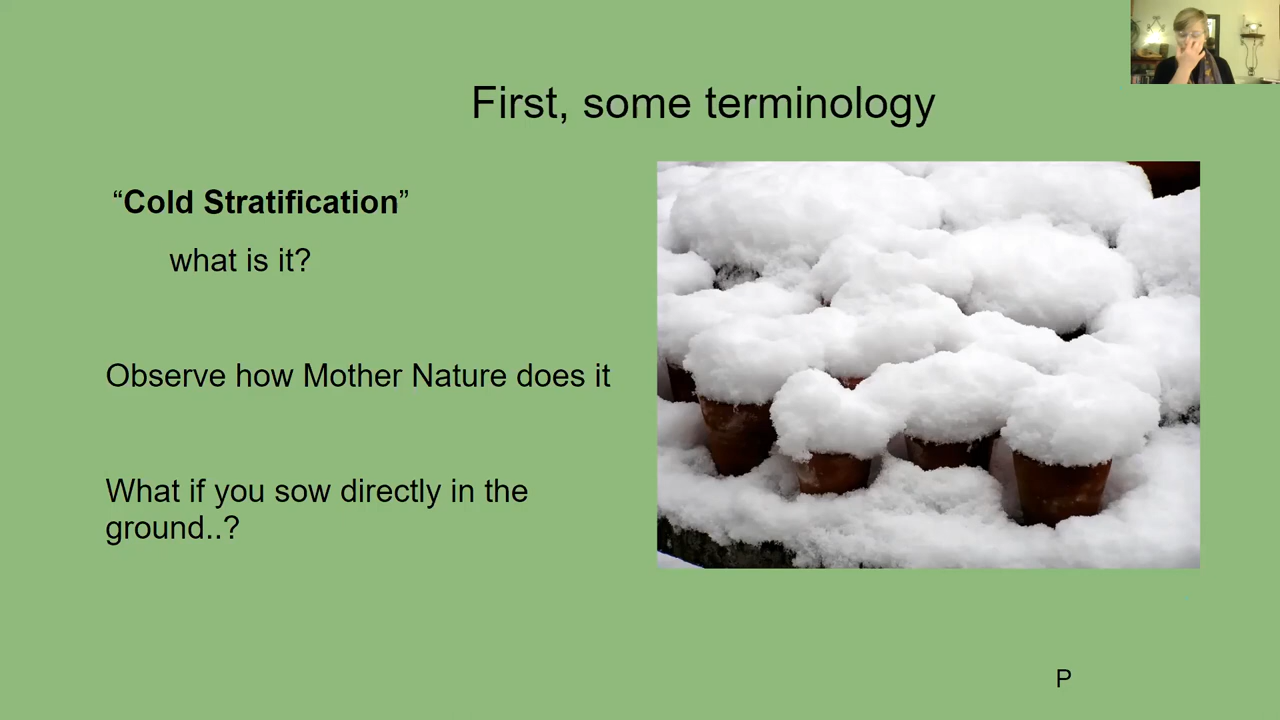 First, some terminology
“Cold Stratification”
what is it?
Observe how Mother Nature does it
What if you sow directly in the
ground..?
P